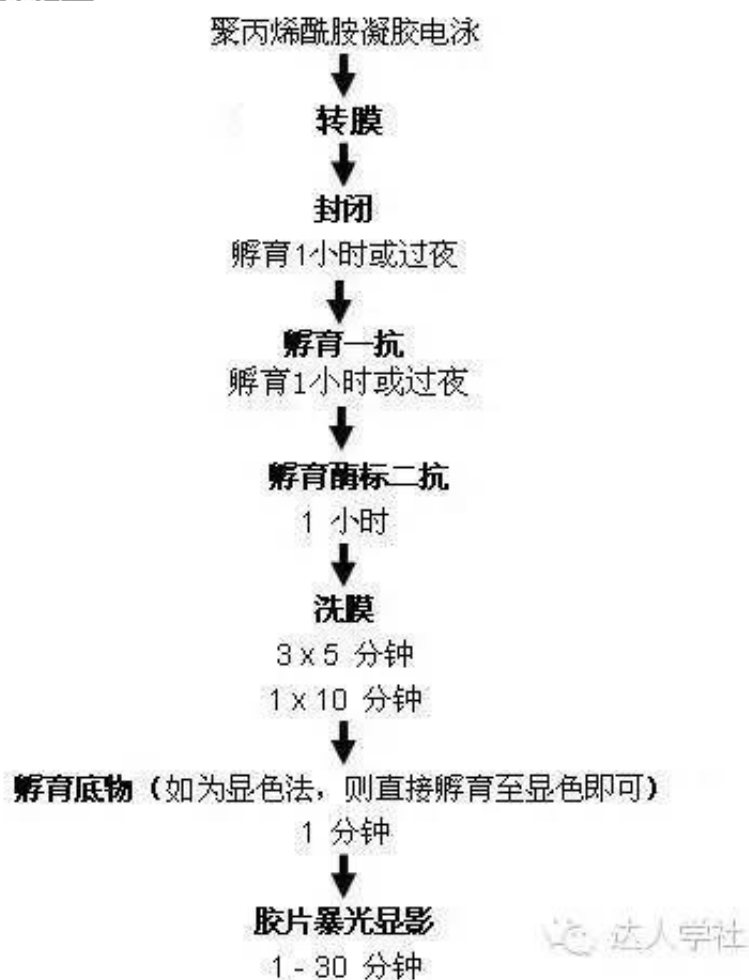 聚丙烯酰胺凝胶电泳
转膜
封闭
孵育1小时或过夜
孵育一抗
孵育1小时或过夜
孵育酶标二抗
1 小时
洗膜
3 x 5 分钟
1 x 10 分钟
孵育底物（如为显色法，则直接孵育至显色即可）
1 分钟
胶片暴光显影
1 - 30 分钟
达人学社